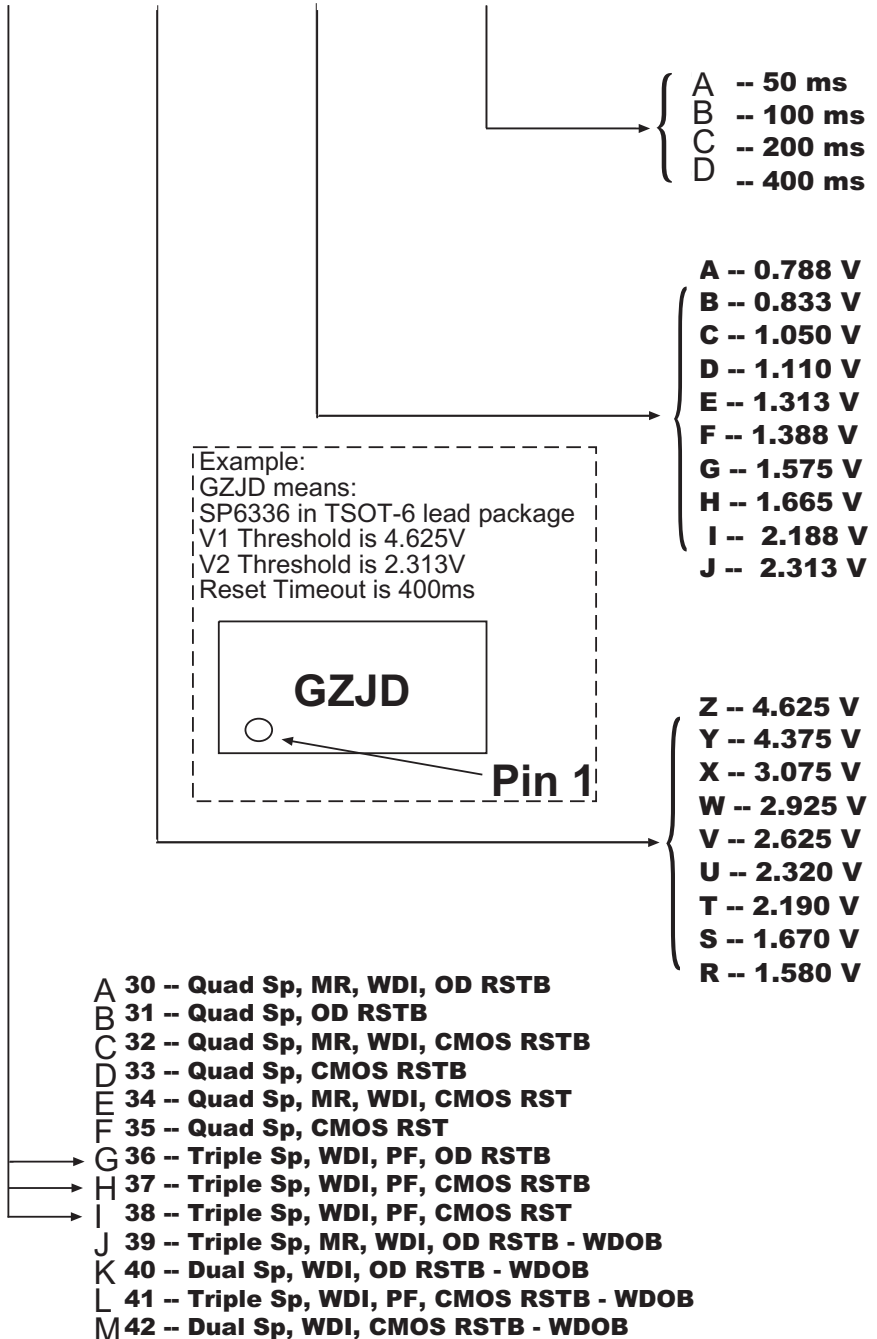 A -- 50 ms
B -- 100 ms
C -- 200 ms
D -- 400 ms
A -- 0.788 V
B -- 0.833 V
C -- 1.050 V
D -- 1.110 V
E -- 1.313 V
F -- 1.388 V
G -- 1.575 V
H -- 1.665 V
I -- 2.188 V
J -- 2.313 V
Example:
GZJD means:
SP6336 in TSOT-6 lead package
V1 Threshold is 4.625V
V2 Threshold is 2.313V
Reset Timeout is 400ms
GZJD
Pin 1
Z -- 4.625 V
Y -- 4.375 V
X -- 3.075 V
W -- 2.925 V
V -- 2.625 V
U -- 2.320 V
T -- 2.190 V
S -- 1.670 V
R -- 1.580 V
A 30 -- Quad Sp, MR, WDI, OD RSTB
B 31 -- Quad Sp, OD RSTB
C 32 -- Quad Sp, MR, WDI, CMOS RSTB
D 33 -- Quad Sp, CMOS RSTB
E 34 -- Quad Sp, MR, WDI, CMOS RST
F 35 -- Quad Sp, CMOS RST
G 36 -- Triple Sp, WDI, PF, OD RSTB
H 37 -- Triple Sp, WDI, PF, CMOS RSTB
I 38 -- Triple Sp, WDI, PF, CMOS RST
J 39 -- Triple Sp, MR, WDI, OD RSTB - WDOB
K 40 -- Dual Sp, WDI, OD RSTB - WDOB
L 41 -- Triple Sp, WDI, PF, CMOS RSTB - WDOB
M 42 -- Dual Sp, WDI, CMOS RSTB - WDOB